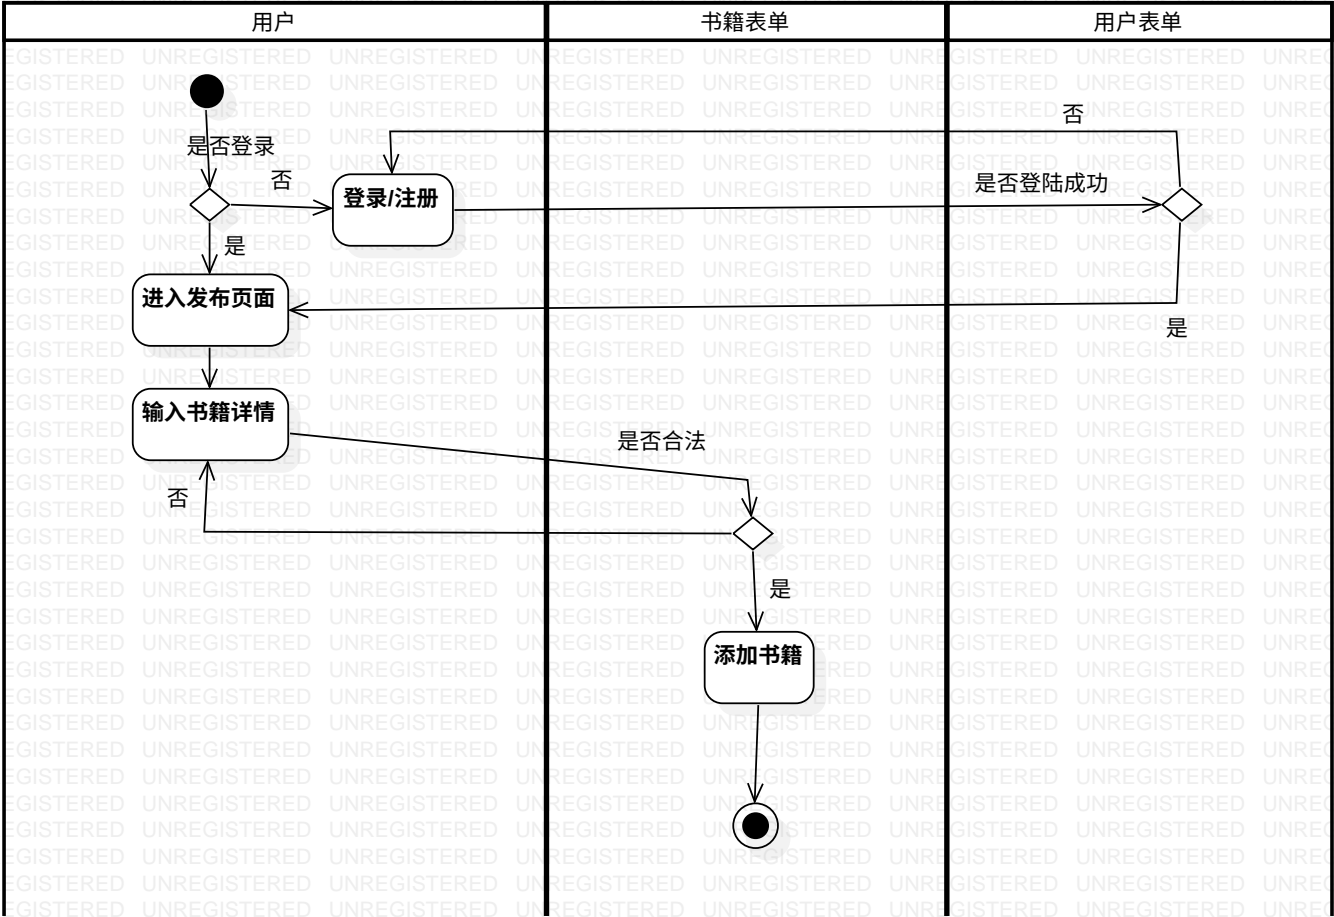 用户
书籍表单
用户表单
否
是否登录
否
是否登陆成功
登录/注册
是
进入发布页面
是
输入书籍详情
是否合法
否
是
添加书籍
UNREGISTERED